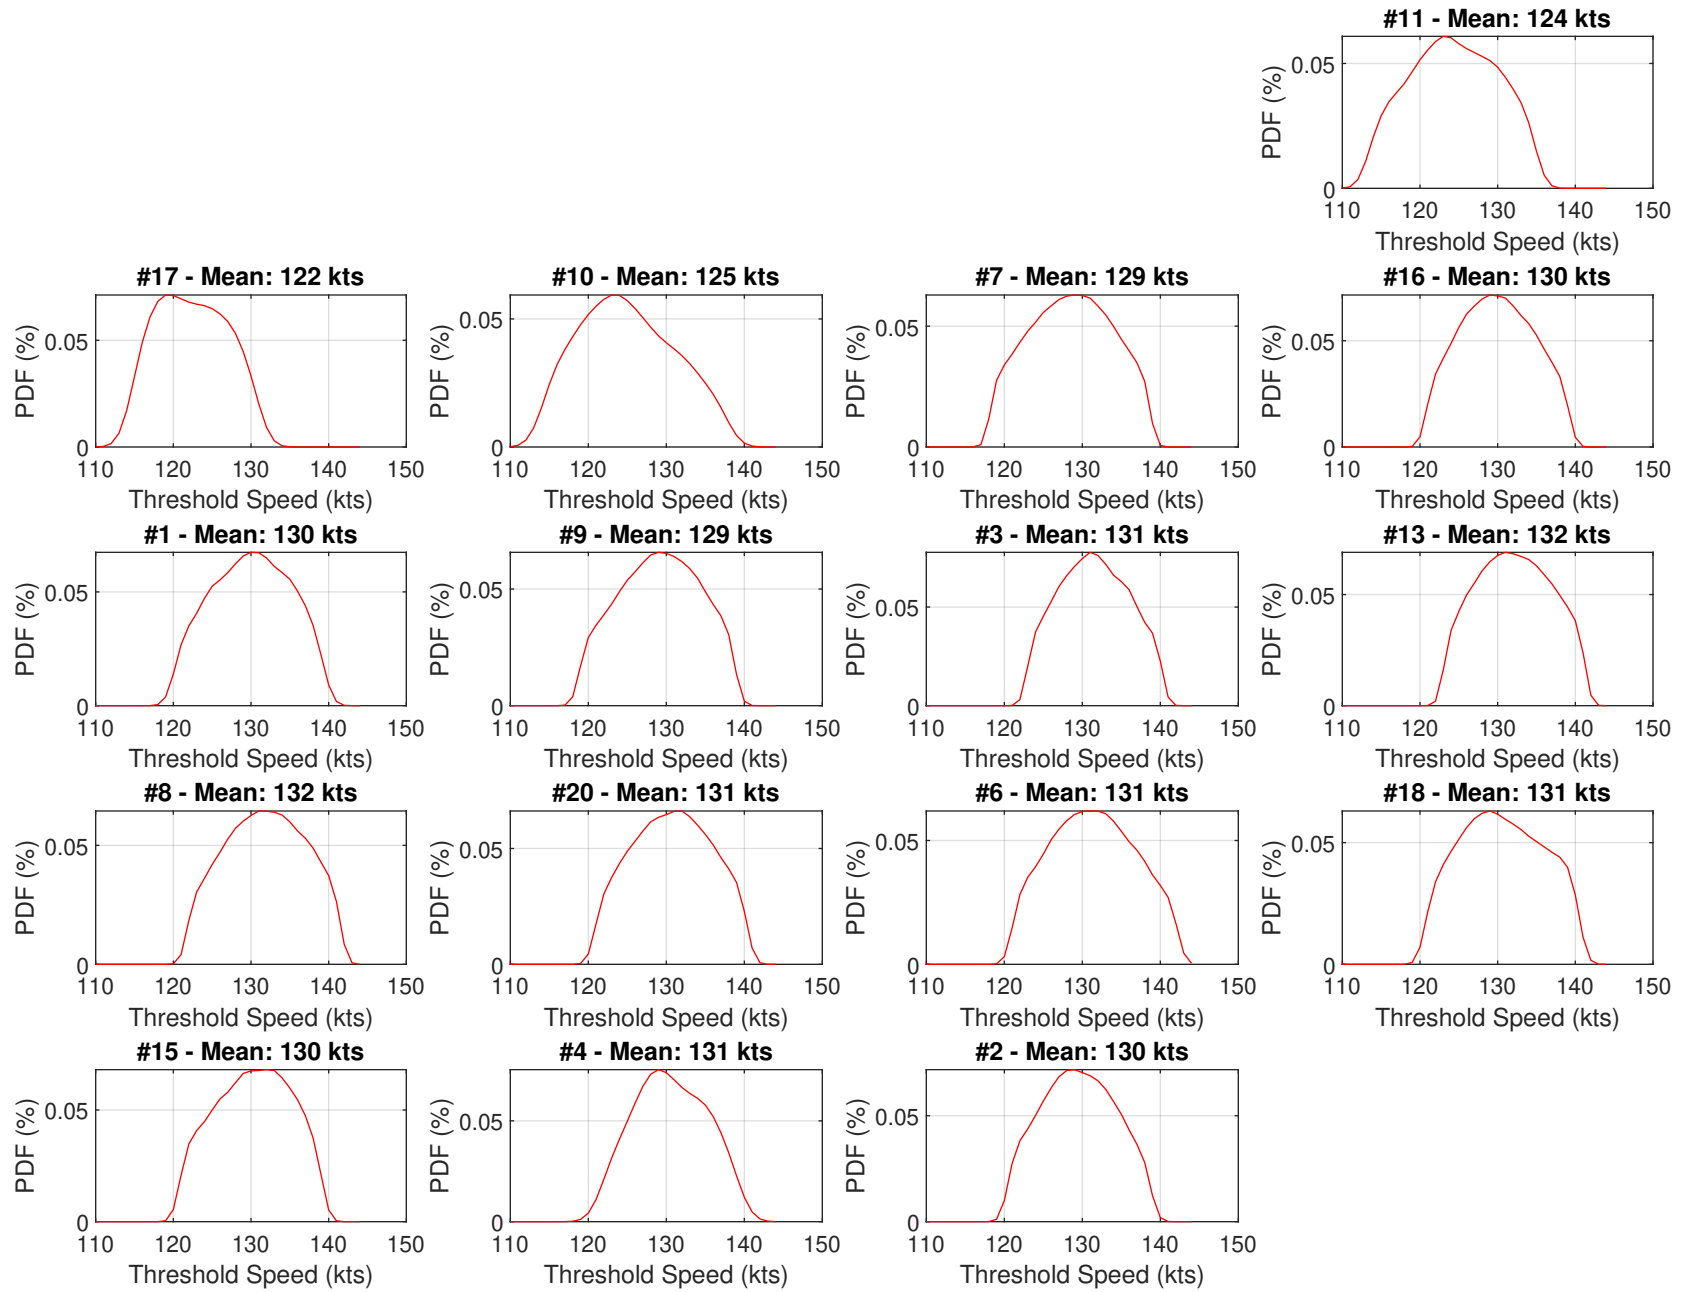 #11 - Mean: 124 kts
PDF (%)
0.05
0
110 120 130 140 150
Threshold Speed (kts)
#17 - Mean: 122 kts
PDF (%)
0.05
0
110 120 130 140 150
Threshold Speed (kts)
#10 - Mean: 125 kts
PDF (%)
0.05
0
110 120 130 140 150
Threshold Speed (kts)
#7 - Mean: 129 kts
PDF (%)
0.05
0
110 120 130 140 150
Threshold Speed (kts)
#16 - Mean: 130 kts
PDF (%)
0.05
0
110 120 130 140 150
Threshold Speed (kts)
#1 - Mean: 130 kts
PDF (%)
0.05
0
110 120 130 140 150
Threshold Speed (kts)
#9 - Mean: 129 kts
PDF (%)
0.05
0
110 120 130 140 150
Threshold Speed (kts)
#3 - Mean: 131 kts
PDF (%)
0.05
0
110 120 130 140 150
Threshold Speed (kts)
#13 - Mean: 132 kts
PDF (%)
0.05
0
110 120 130 140 150
Threshold Speed (kts)
#8 - Mean: 132 kts
PDF (%)
0.05
0
110 120 130 140 150
Threshold Speed (kts)
#20 - Mean: 131 kts
PDF (%)
0.05
0
110 120 130 140 150
Threshold Speed (kts)
#6 - Mean: 131 kts
PDF (%)
0.05
0
110 120 130 140 150
Threshold Speed (kts)
#18 - Mean: 131 kts
PDF (%)
0.05
0
110 120 130 140 150
Threshold Speed (kts)
#15 - Mean: 130 kts
PDF (%)
0.05
0
110 120 130 140 150
Threshold Speed (kts)
#4 - Mean: 131 kts
PDF (%)
0.05
0
110 120 130 140 150
Threshold Speed (kts)
#2 - Mean: 130 kts
PDF (%)
0.05
0
110 120 130 140 150
Threshold Speed (kts)